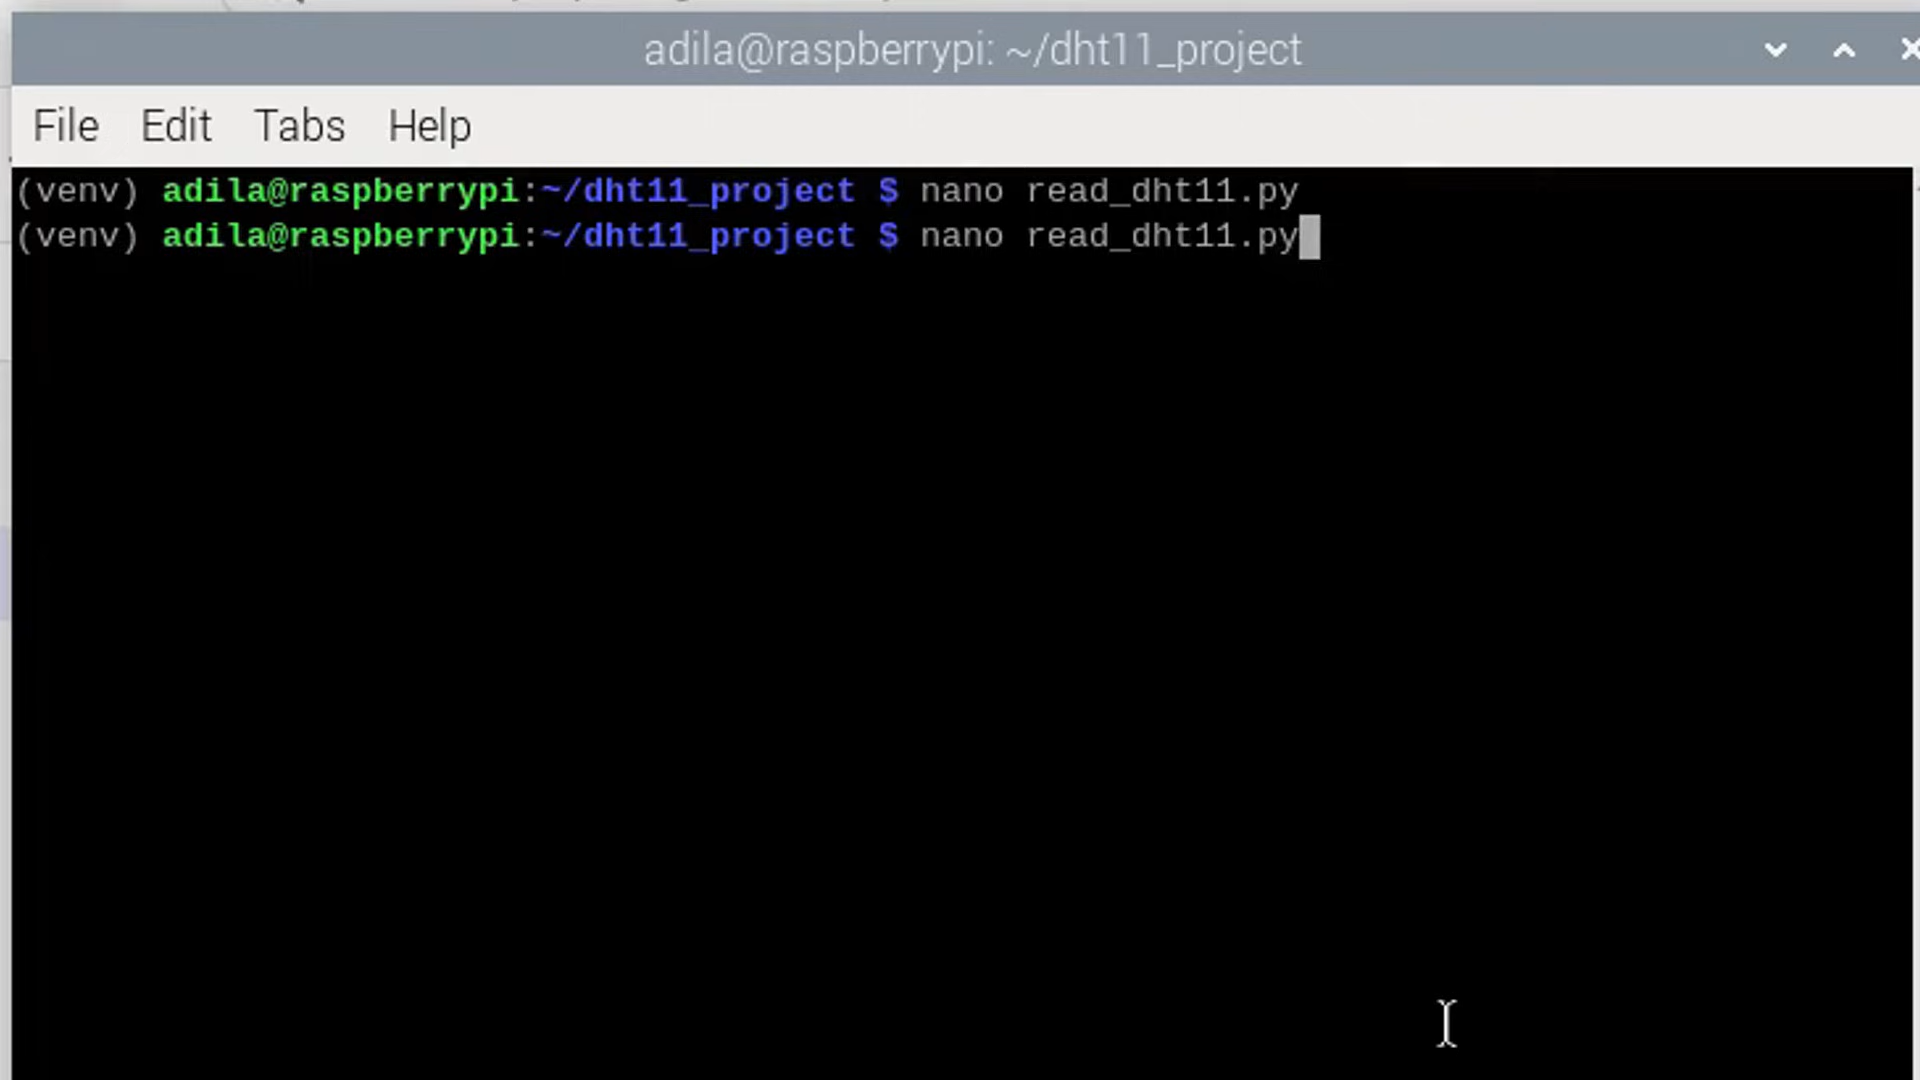 adila@raspberrypi: ~/dht11_project
File Edit Tabs Help
(venv) adila@raspberrypi:~/dht11_project $ nano read_dht11.py
(venv) adila@raspberrypi:~/dht11_project $ nano read_dht11.py